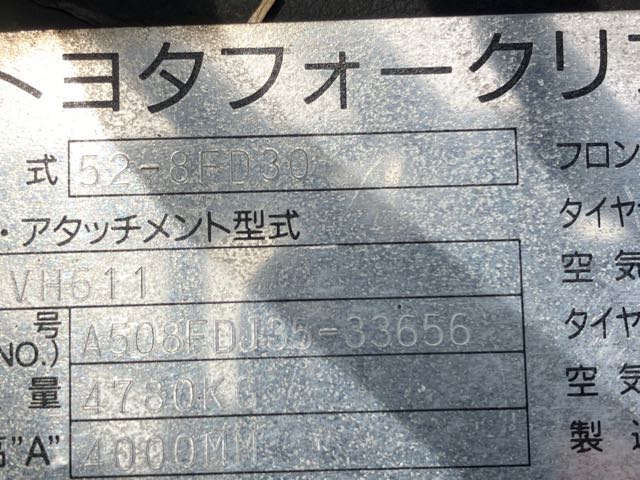 トヨタフォークリフ
式 52-8FD30 フロン
・アタッチメント型式 タイヤ
VH611 空気
号 A508FDJ35-33656 タイヤ
NO.)
量 4780KG 空気
高"A" 4000MM 製造